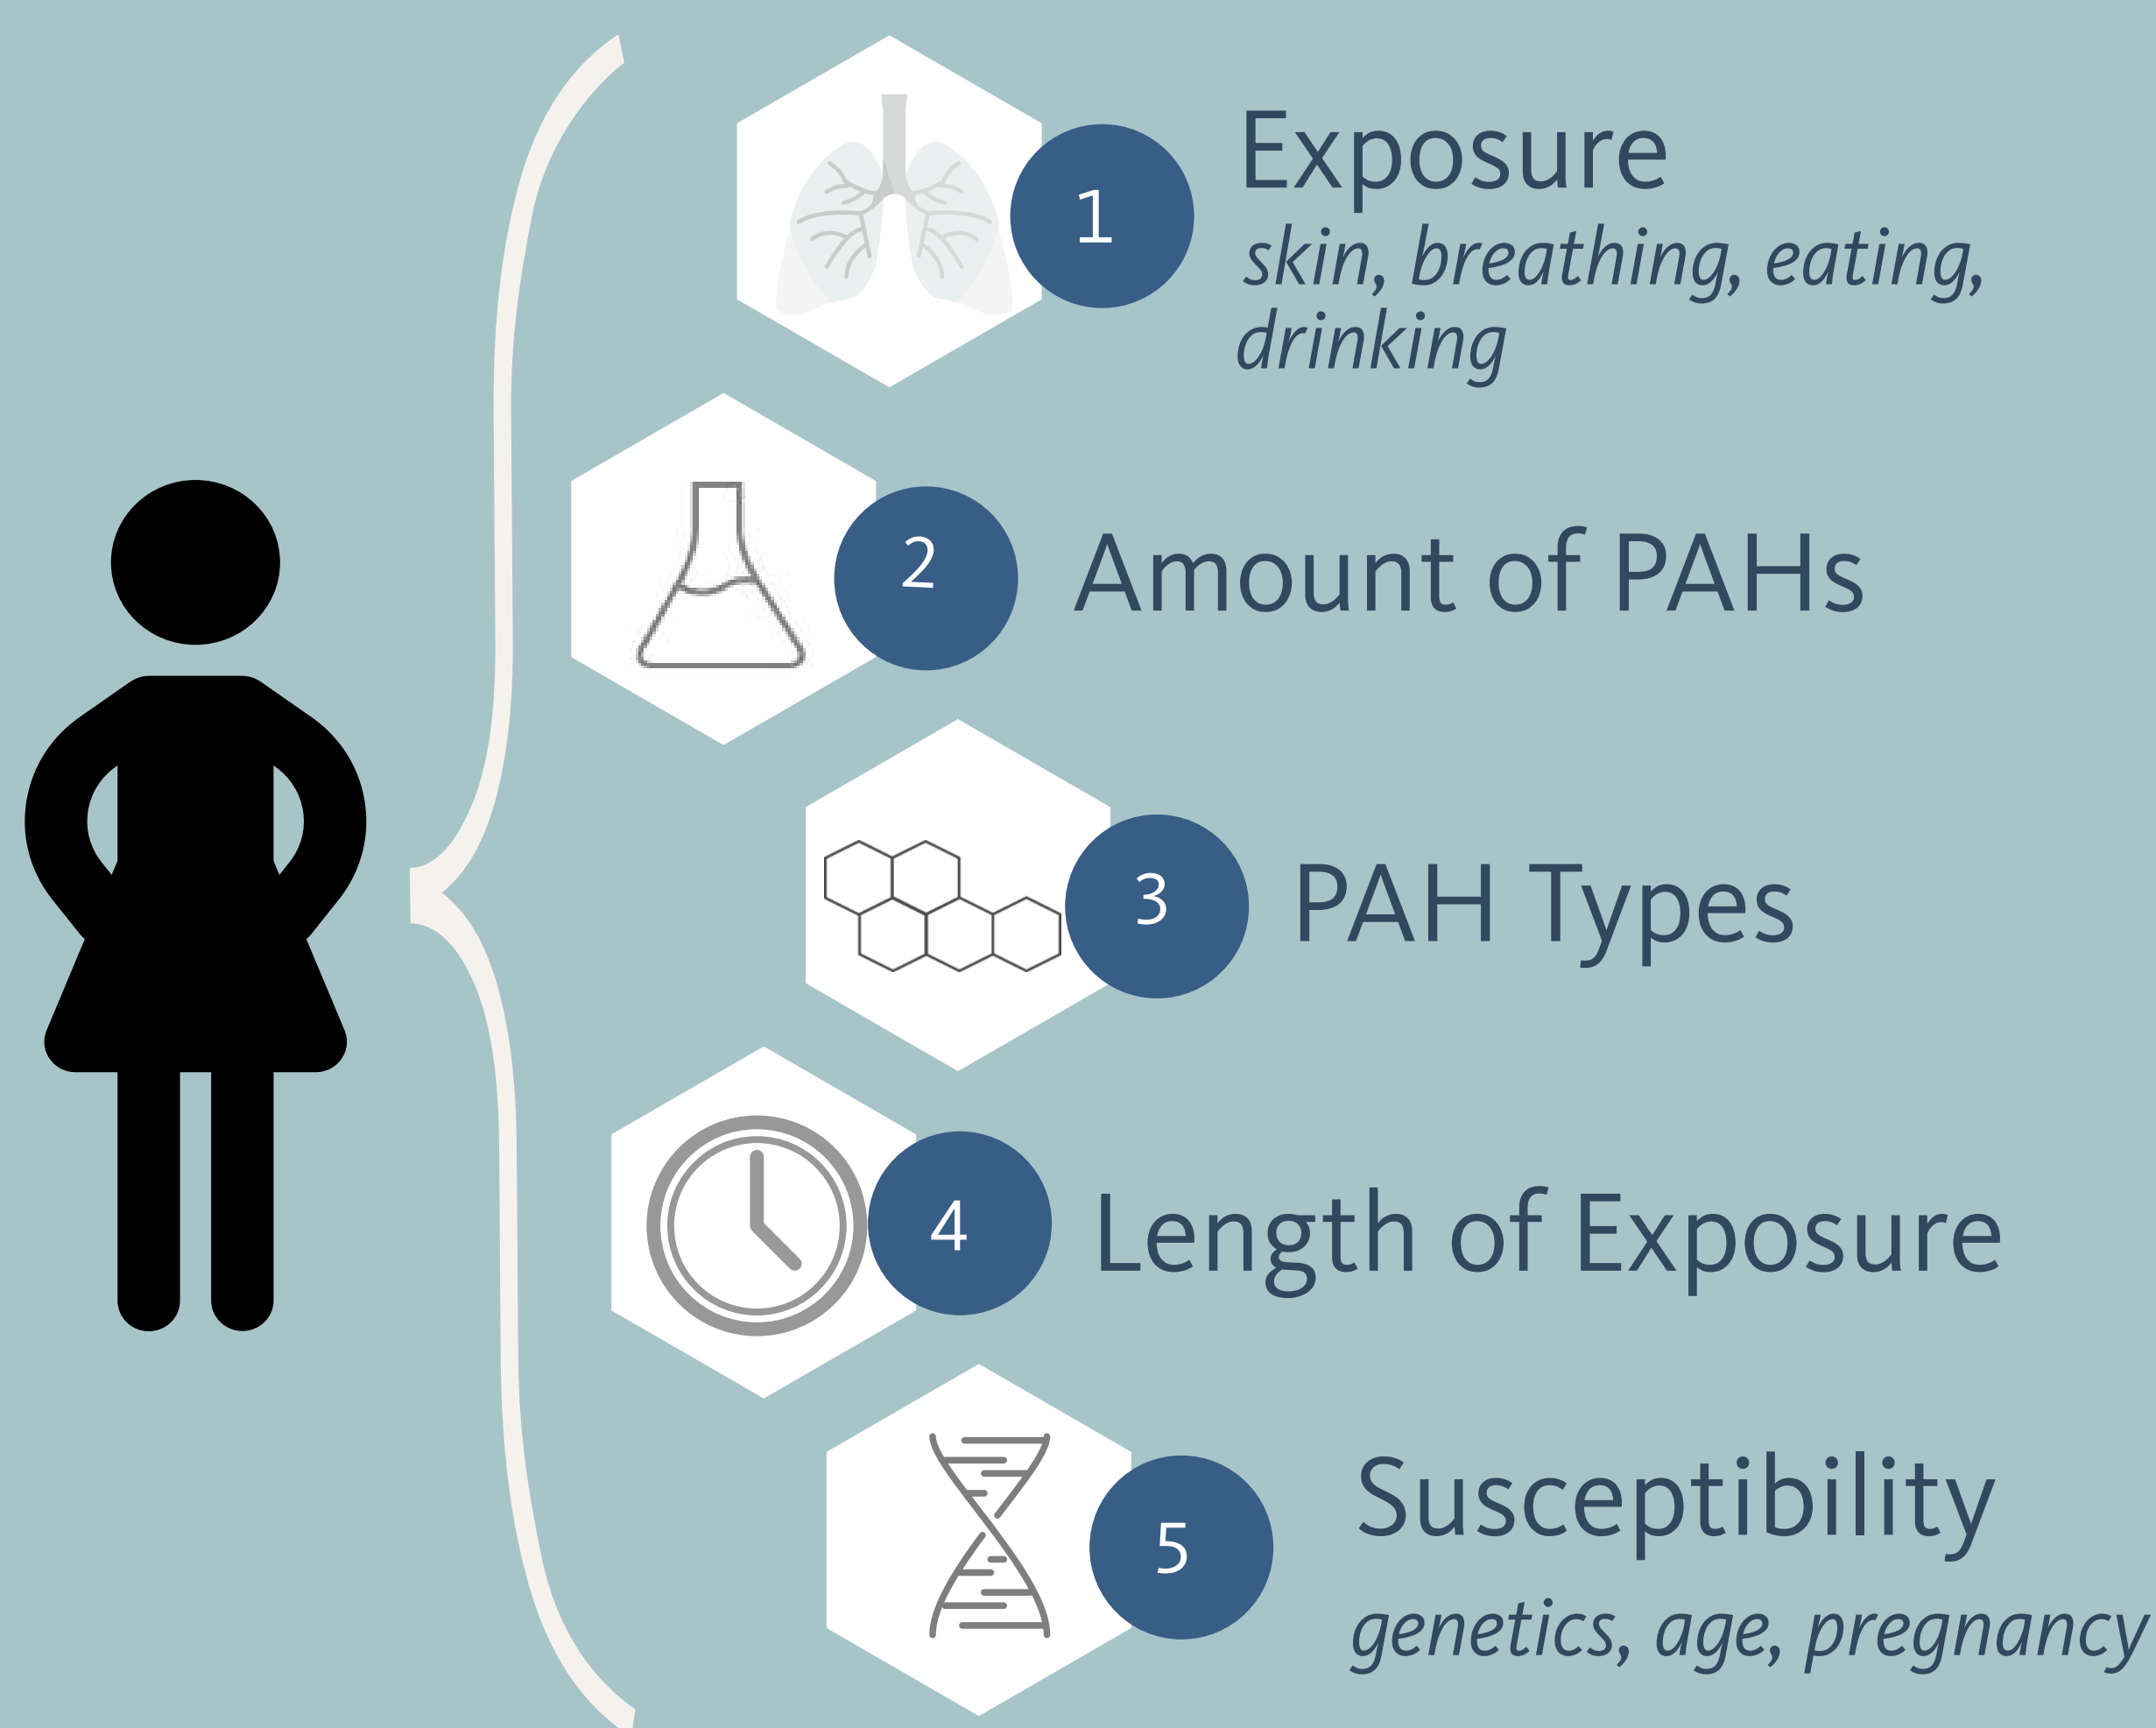 1
Exposure
skin, breathing, eating,
drinking
2
Amount of PAHs
3
PAH Types
4
Length of Exposure
5
Susceptibility
genetics, age, pregnancy